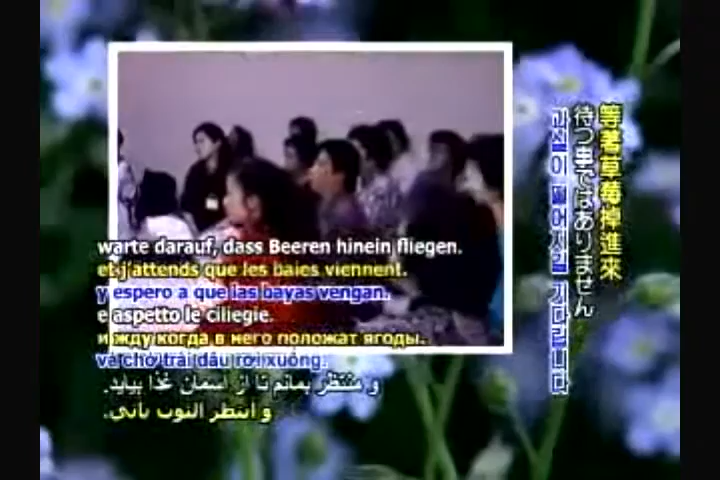 warte darauf, dass Beeren hinein fliegen.
et j'attends que les baies viennent.
y espero a que las bayas vengan.
e aspetto le ciliegie.
и жду когда в него положат ягоды.
và chờ trái dâu rơi xuống.
و منتظر بمانم تا از آسمان غذا بیاید.
و أنتظر التوب يأتي.
等著草莓掉進來
待つ事ではありません
과실이 떨어지길 기다립니다